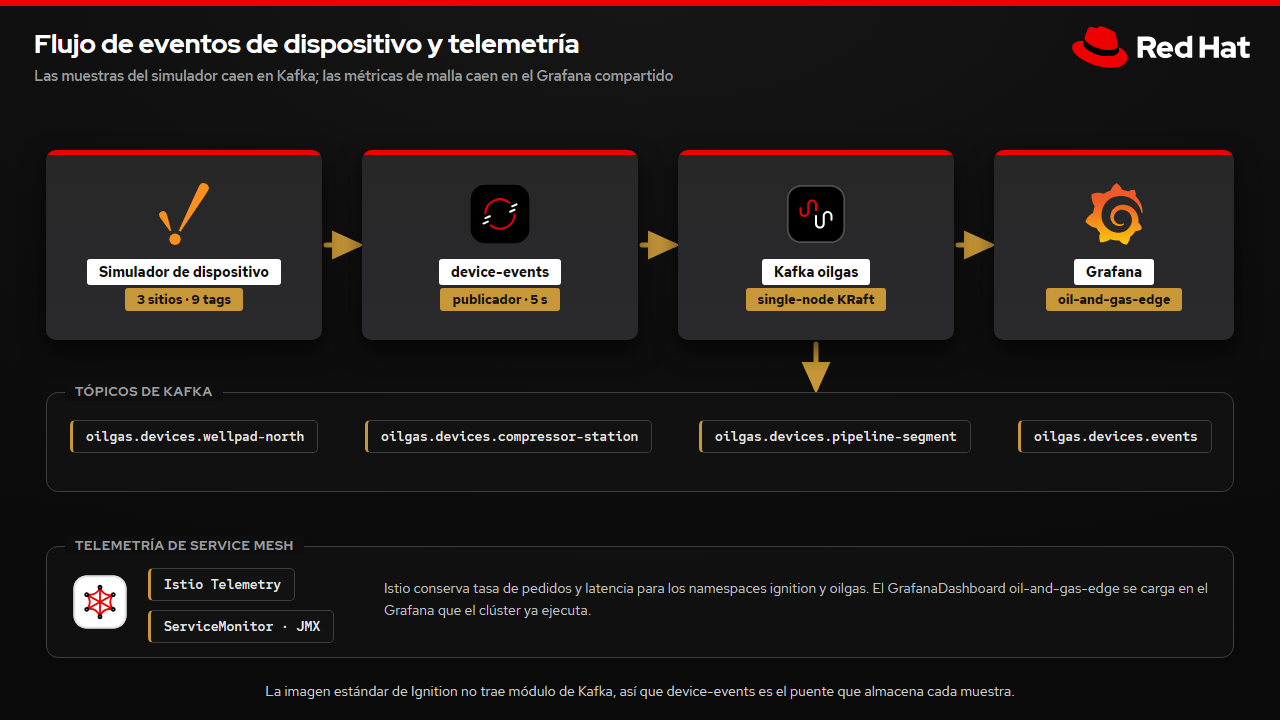 Flujo de eventos de dispositivo y telemetría
Las muestras del simulador caen en Kafka; las métricas de malla caen en el Grafana compartido
Red Hat
Simulador de dispositivo
3 sitios · 9 tags
device-events
publicador · 5 s
Kafka oilgas
single-node KRaft
Grafana
oil-and-gas-edge
TÓPICOS DE KAFKA
oilgas.devices.wellpad-north
oilgas.devices.compressor-station
oilgas.devices.pipeline-segment
oilgas.devices.events
TELEMETRÍA DE SERVICE MESH
Istio Telemetry
ServiceMonitor · JMX
Istio conserva tasa de pedidos y latencia para los namespaces ignition y oilgas. El GrafanaDashboard oil-and-gas-edge se carga en el
Grafana que el clúster ya ejecuta.
La imagen estándar de Ignition no trae módulo de Kafka, así que device-events es el puente que almacena cada muestra.